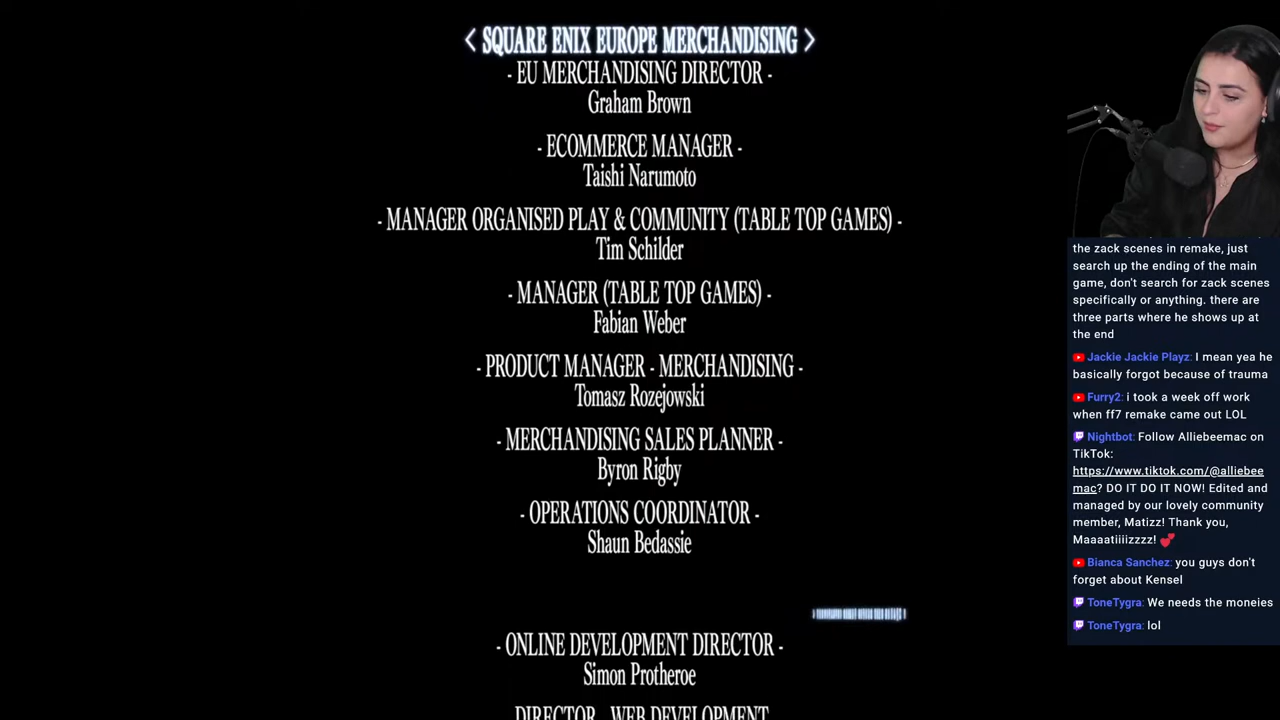 < SQUARE ENIX EUROPE MERCHANDISING >
- EU MERCHANDISING DIRECTOR -
Graham Brown
- ECOMMERCE MANAGER -
Taishi Narumoto
- MANAGER ORGANISED PLAY & COMMUNITY (TABLE TOP GAMES) -
Tim Schilder
- MANAGER (TABLE TOP GAMES) -
Fabian Weber
- PRODUCT MANAGER - MERCHANDISING -
Tomasz Rozejowski
- MERCHANDISING SALES PLANNER -
Byron Rigby
- OPERATIONS COORDINATOR -
Shaun Bedassie
- ONLINE DEVELOPMENT DIRECTOR -
Simon Protheroe
DIRECTOR - WEB DEVELOPMENT
the zack scenes in remake, just
search up the ending of the main
game, don't search for zack scenes
specifically or anything. there are
three parts where he shows up at
the end
Jackie Jackie Playz: I mean yea he
basically forgot because of trauma
Furry2: i took a week off work
when ff7 remake came out LOL
Nightbot: Follow Alliebeemac on
TikTok:
https://www.tiktok.com/@alliebee
mac? DO IT DO IT NOW! Edited and
managed by our lovely community
member, Matizz! Thank you,
Maaaatiiiizzzz! 💕
Bianca Sanchez: you guys don't
forget about Kensel
ToneTygra: We needs the moneies
ToneTygra: lol